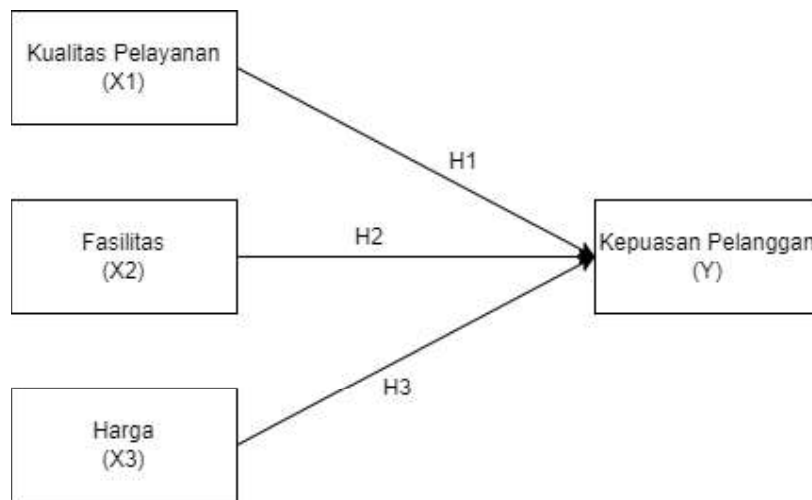 Kualitas Pelayanan
(X1)
H1
Fasilitas
(X2)
H2
Kepuasan Pelanggan
(Y)
H3
Harga
(X3)